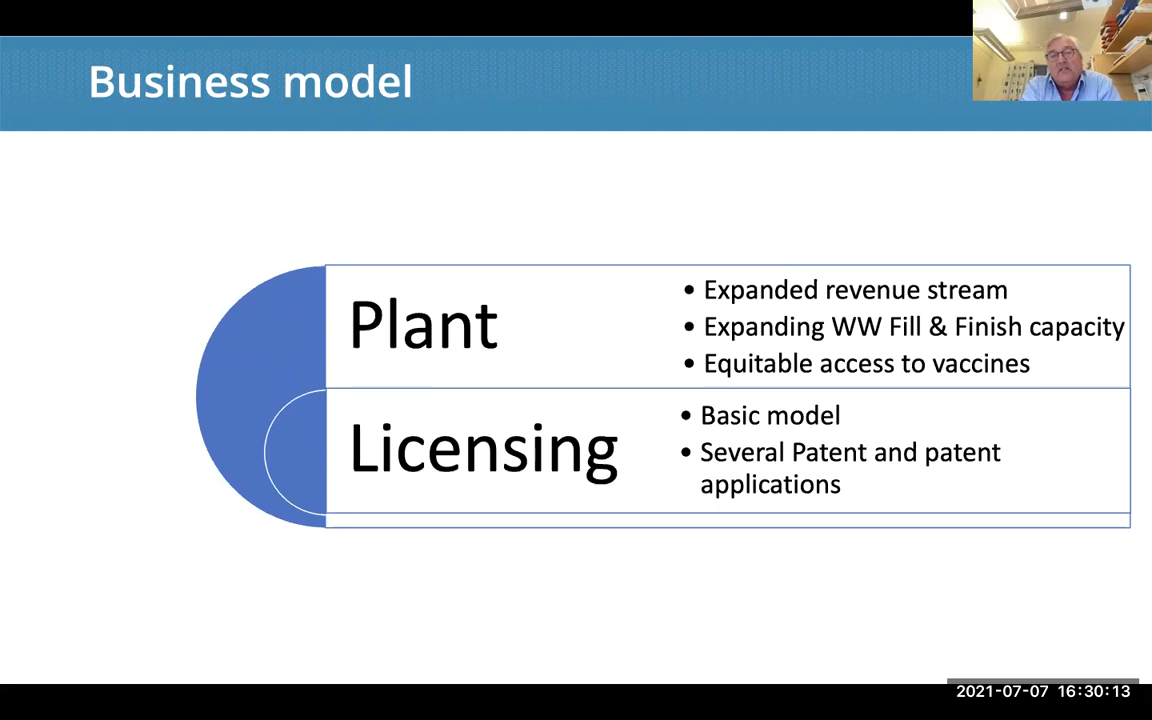 Business model
Plant
• Expanded revenue stream
• Expanding WW Fill & Finish capacity
• Equitable access to vaccines
Licensing
• Basic model
• Several Patent and patent
applications
2021-07-07 16:30:13